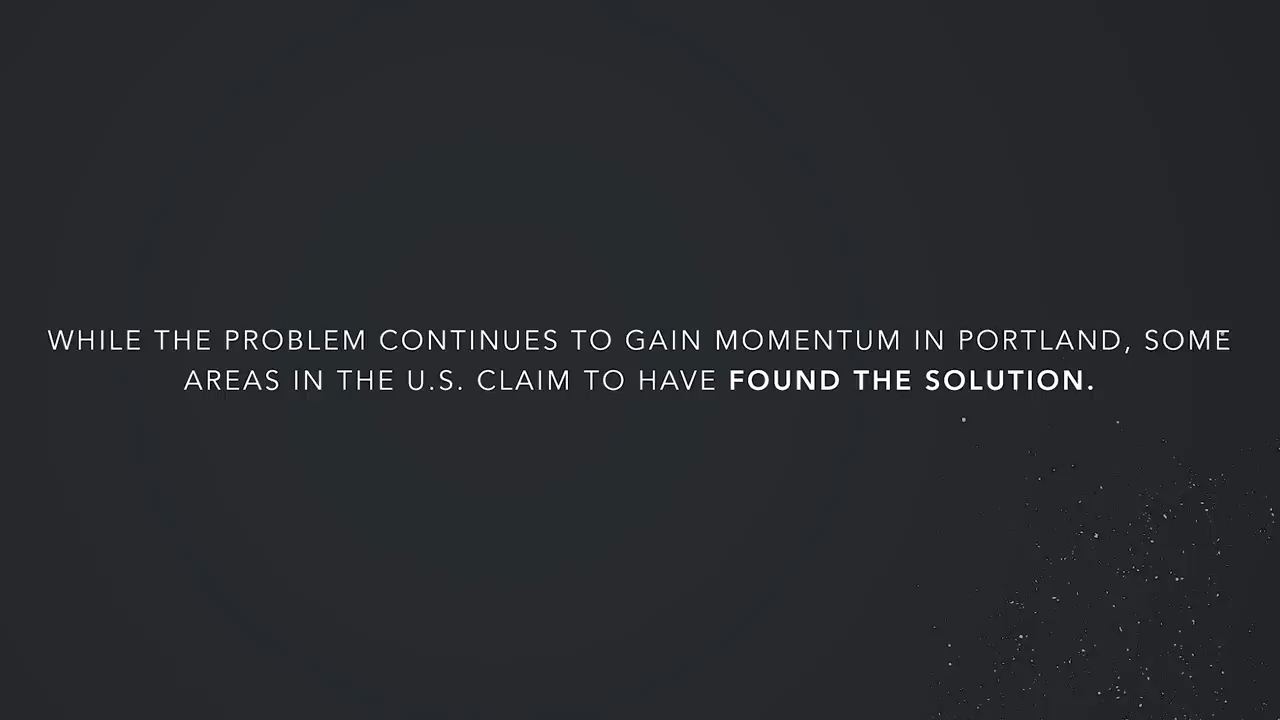 WHILE THE PROBLEM CONTINUES TO GAIN MOMENTUM IN PORTLAND, SOME
AREAS IN THE U.S. CLAIM TO HAVE FOUND THE SOLUTION.